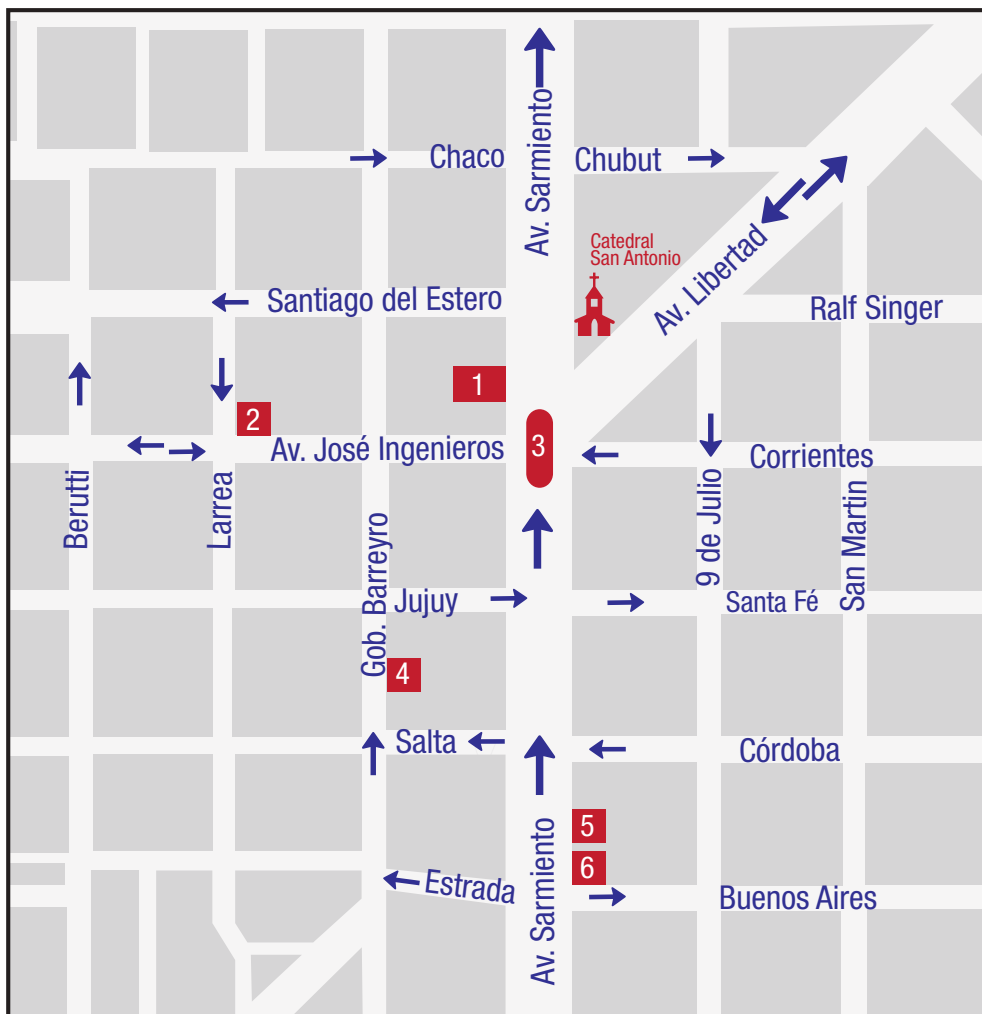 Av. Sarmiento
Chaco
Chubut
Catedral
San Antonio
Av. Libertad
Santiago del Estero
Ralf Singer
1
2
3
Av. José Ingenieros
Corrientes
Berutti
Larrea
Gob. Barreyro
9 de Julio
San Martin
Jujuy
Santa Fé
4
Salta
Córdoba
5
6
Estrada
Av. Sarmiento
Buenos Aires